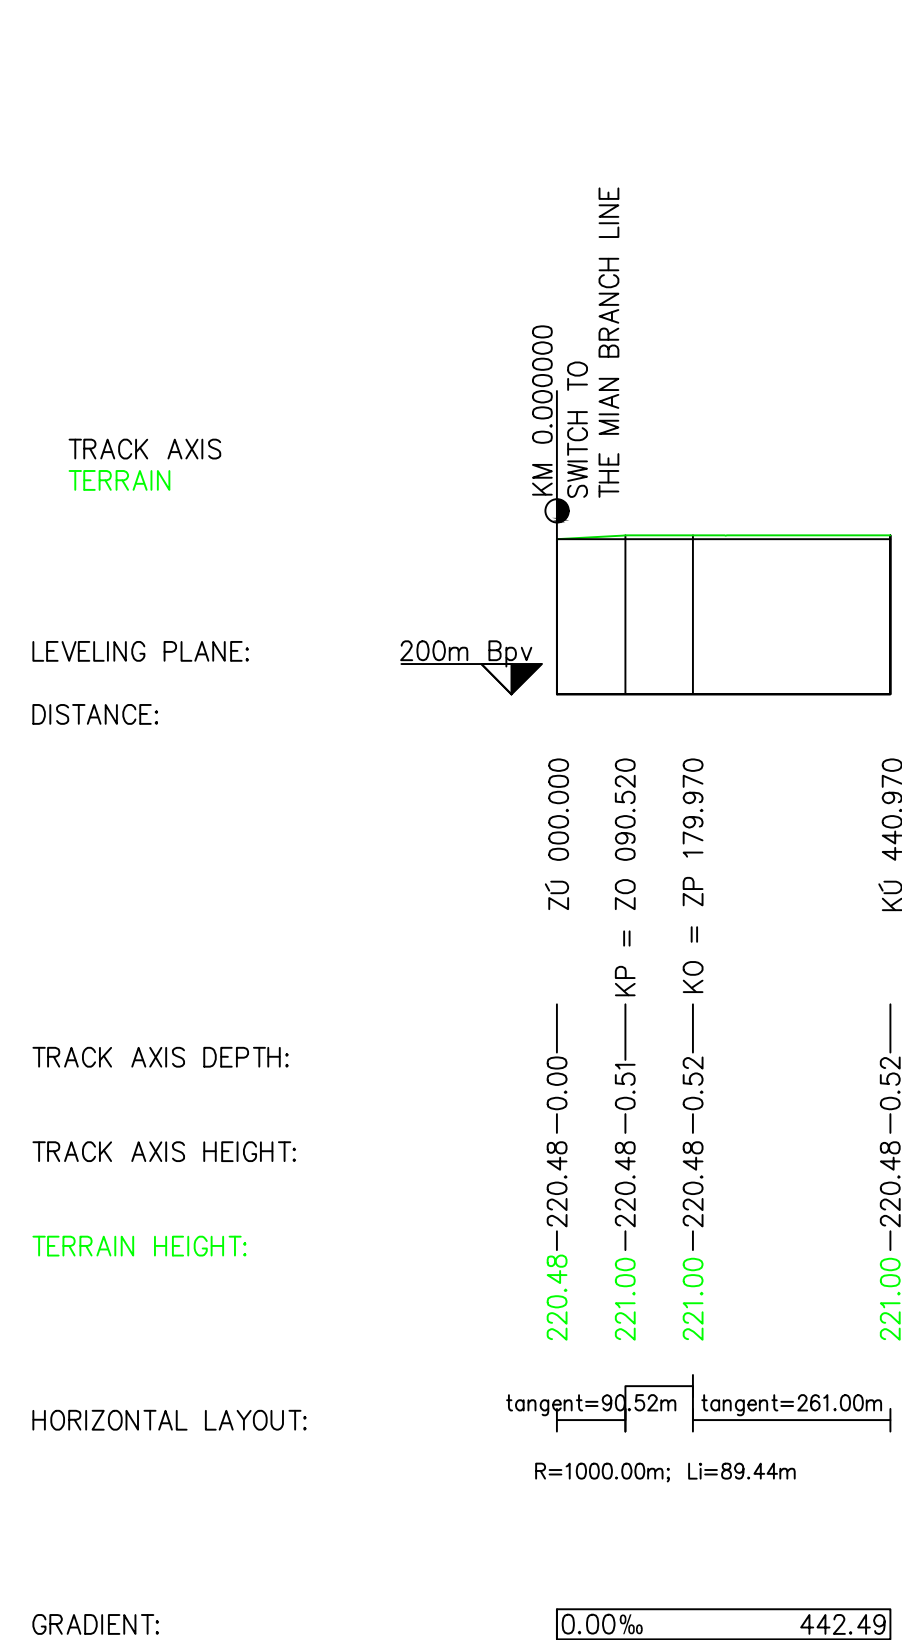 KM 0.000000
SWITCH TO
THE MIAN BRANCH LINE
TRACK AXIS
TERRAIN
LEVELING PLANE:
200m Bpv
DISTANCE:
ZÚ 000.000
KP = ZO 090.520
KO = ZP 179.970
KÚ 440.970
TRACK AXIS DEPTH:
0.00
0.51
0.52
0.52
TRACK AXIS HEIGHT:
220.48
220.48
220.48
220.48
TERRAIN HEIGHT:
220.48
221.00
221.00
221.00
HORIZONTAL LAYOUT:
tangent=90.52m
tangent=261.00m
R=1000.00m; Li=89.44m
GRADIENT:
0.00‰
442.49